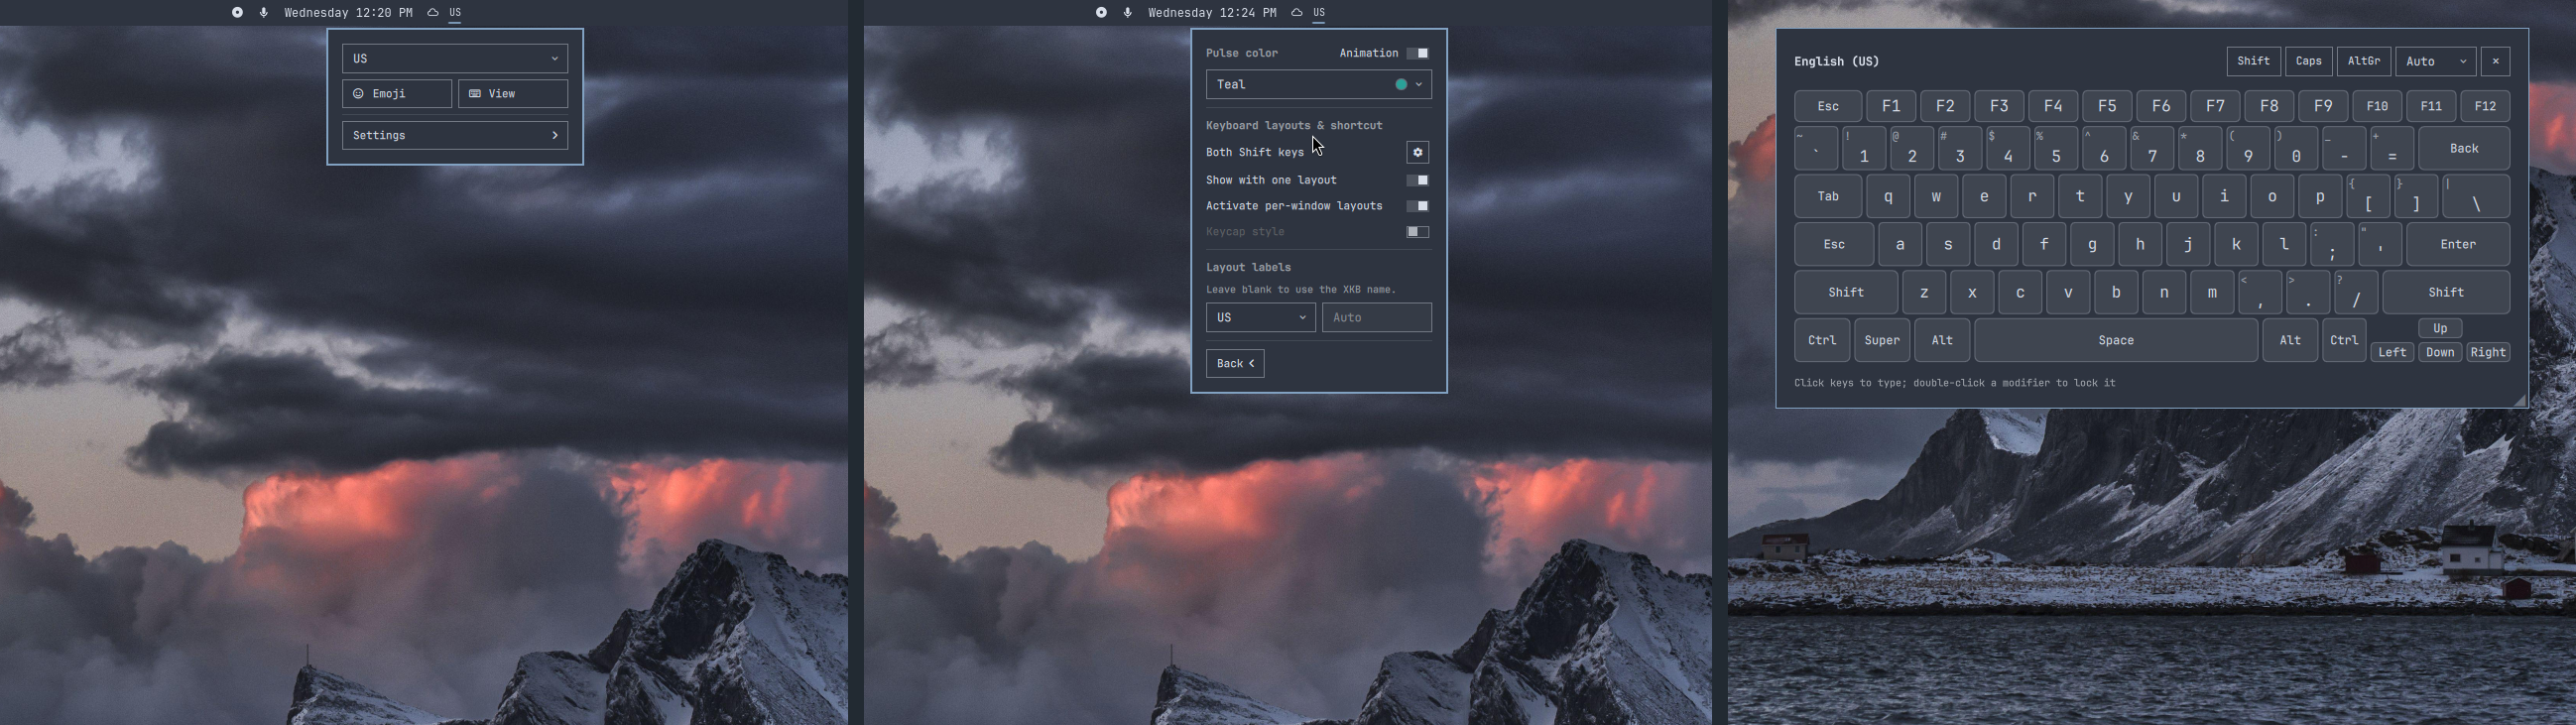 Wednesday 12:20 PM US
US
Emoji View
Settings
Wednesday 12:24 PM US
Pulse color Animation
Teal
Keyboard layouts & shortcut
Both Shift keys
Show with one layout
Activate per-window layouts
Keycap style
Layout labels
Leave blank to use the XKB name.
US Auto
Back
English (US) Shift Caps AltGr Auto ×
Esc F1 F2 F3 F4 F5 F6 F7 F8 F9 F10 F11 F12
~ ! @ # $ % ^ & * ( ) _ +
` 1 2 3 4 5 6 7 8 9 0 - = Back
{ } |
Tab q w e r t y u i o p [ ] \
: "
Esc a s d f g h j k l ; ' Enter
< > ?
Shift z x c v b n m , . / Shift
Up
Ctrl Super Alt Space Alt Ctrl
Left Down Right
Click keys to type; double-click a modifier to lock it